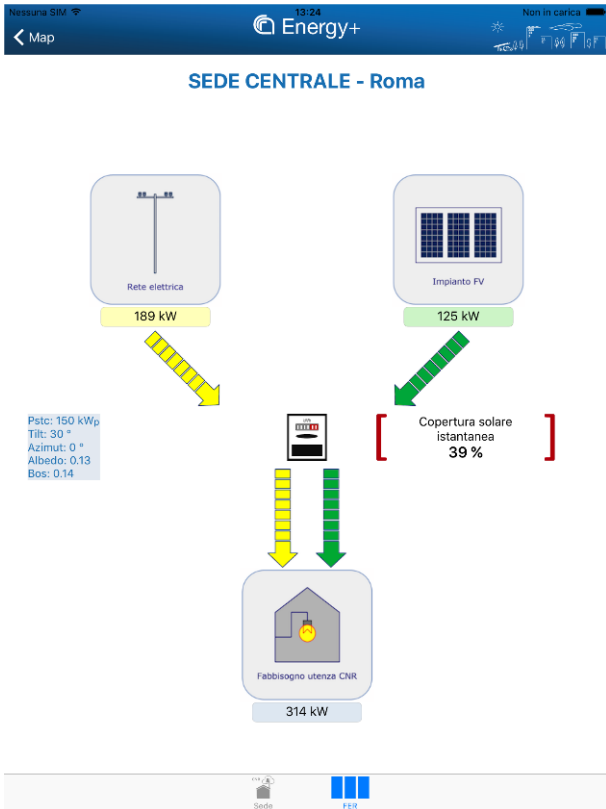 Nessuna SIM
13:24
Non in carica
Map
Energy+
SEDE CENTRALE - Roma
Rete elettrica
Impianto FV
189 kW
125 kW
Pstc: 150 kWp
Tilt: 30 °
Azimut: 0 °
Albedo: 0.13
Bos: 0.14
Copertura solare
istantanea
39 %
Fabbisogno utenza CNR
314 kW
Sede
FER